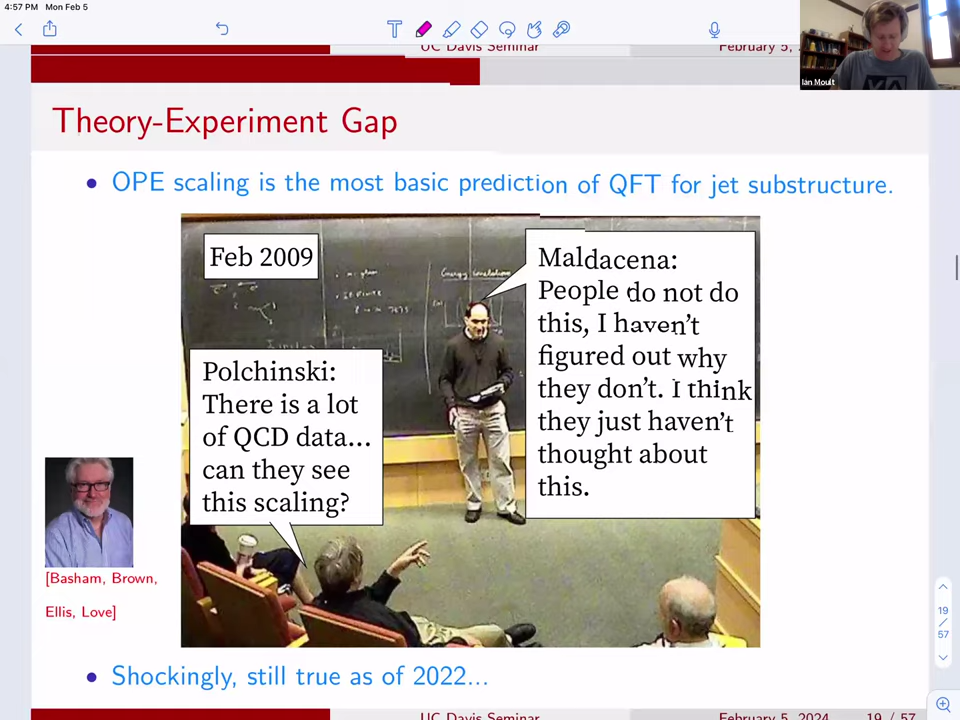 4:57 PM Mon Feb 5
UC Davis Seminar
February 5,
Ian Moult
Theory-Experiment Gap
OPE scaling is the most basic prediction of QFT for jet substructure.
Feb 2009
Maldacena:
People do not do
this, I haven't
figured out why
they don't. I think
they just haven't
thought about
this.
Polchinski:
There is a lot
of QCD data...
can they see
this scaling?
[Basham, Brown,
Ellis, Love]
Shockingly, still true as of 2022...
19
/
57
UC Davis Seminar
February 5, 2024
19 / 57